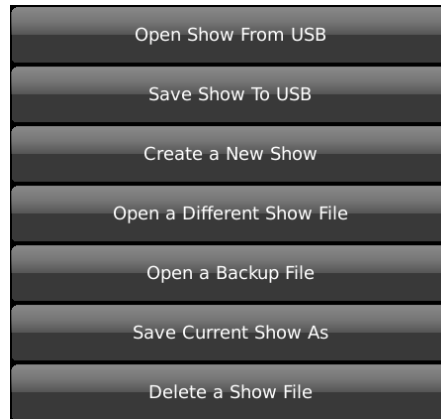 Open Show From USB
Save Show To USB
Create a New Show
Open a Different Show File
Open a Backup File
Save Current Show As
Delete a Show File